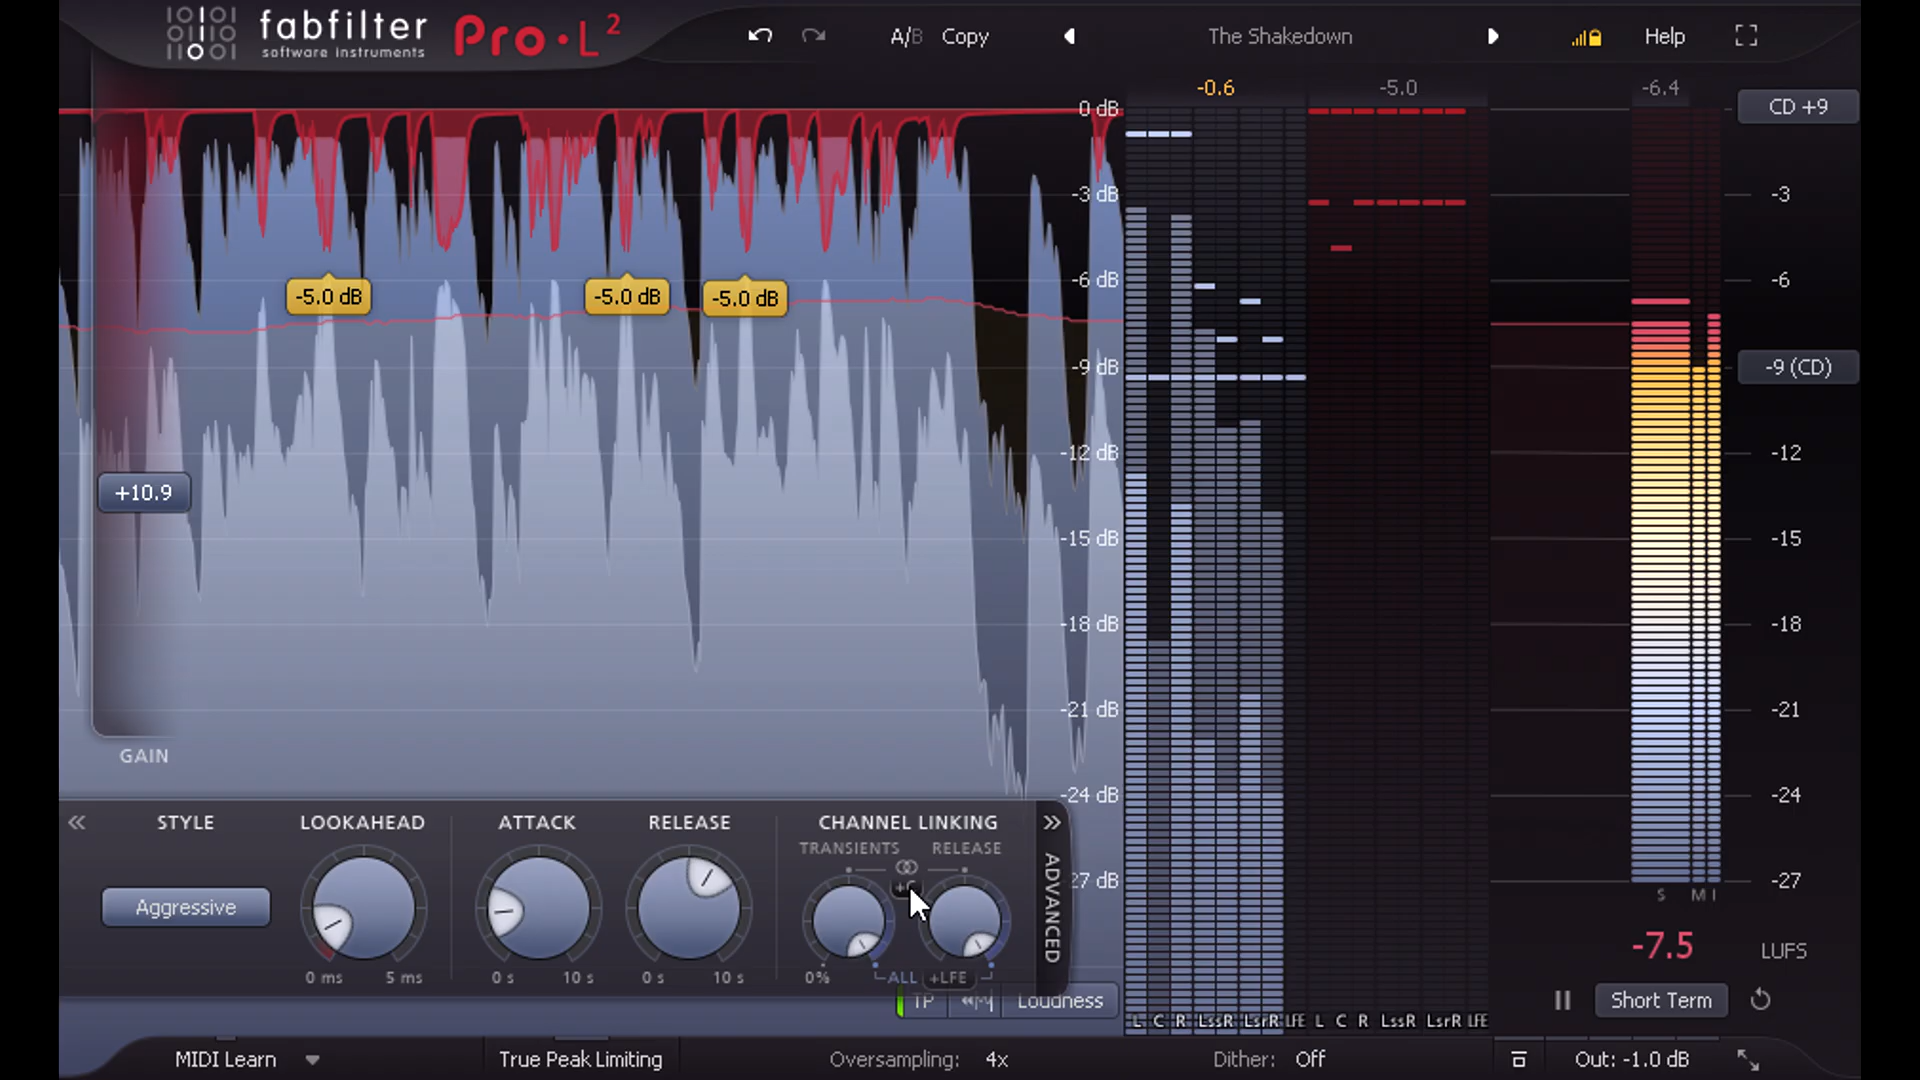 fabfilter
software instruments
Pro·L 2
A/B Copy
The Shakedown
Help
-0.6 -5.0 -6.4
0 dB
-3 dB
-6 dB
-9 dB
-12 dB
-15 dB
-18 dB
-21 dB
-24 dB
27 dB
CD +9
-3
-6
-9 (CD)
-12
-15
-18
-21
-24
-27
-5.0 dB -5.0 dB -5.0 dB
+10.9
GAIN
STYLE LOOKAHEAD ATTACK RELEASE CHANNEL LINKING
TRANSIENTS RELEASE
Aggressive
0 ms 5 ms 0 s 10 s 0 s 10 s 0% ALL +LFE
ADVANCED
TP Loudness
S M I
-7.5 LUFS
Short Term
L C R LssR LsrR LFE L C R LssR LsrR LFE
MIDI Learn True Peak Limiting Oversampling: 4x Dither: Off Out: -1.0 dB